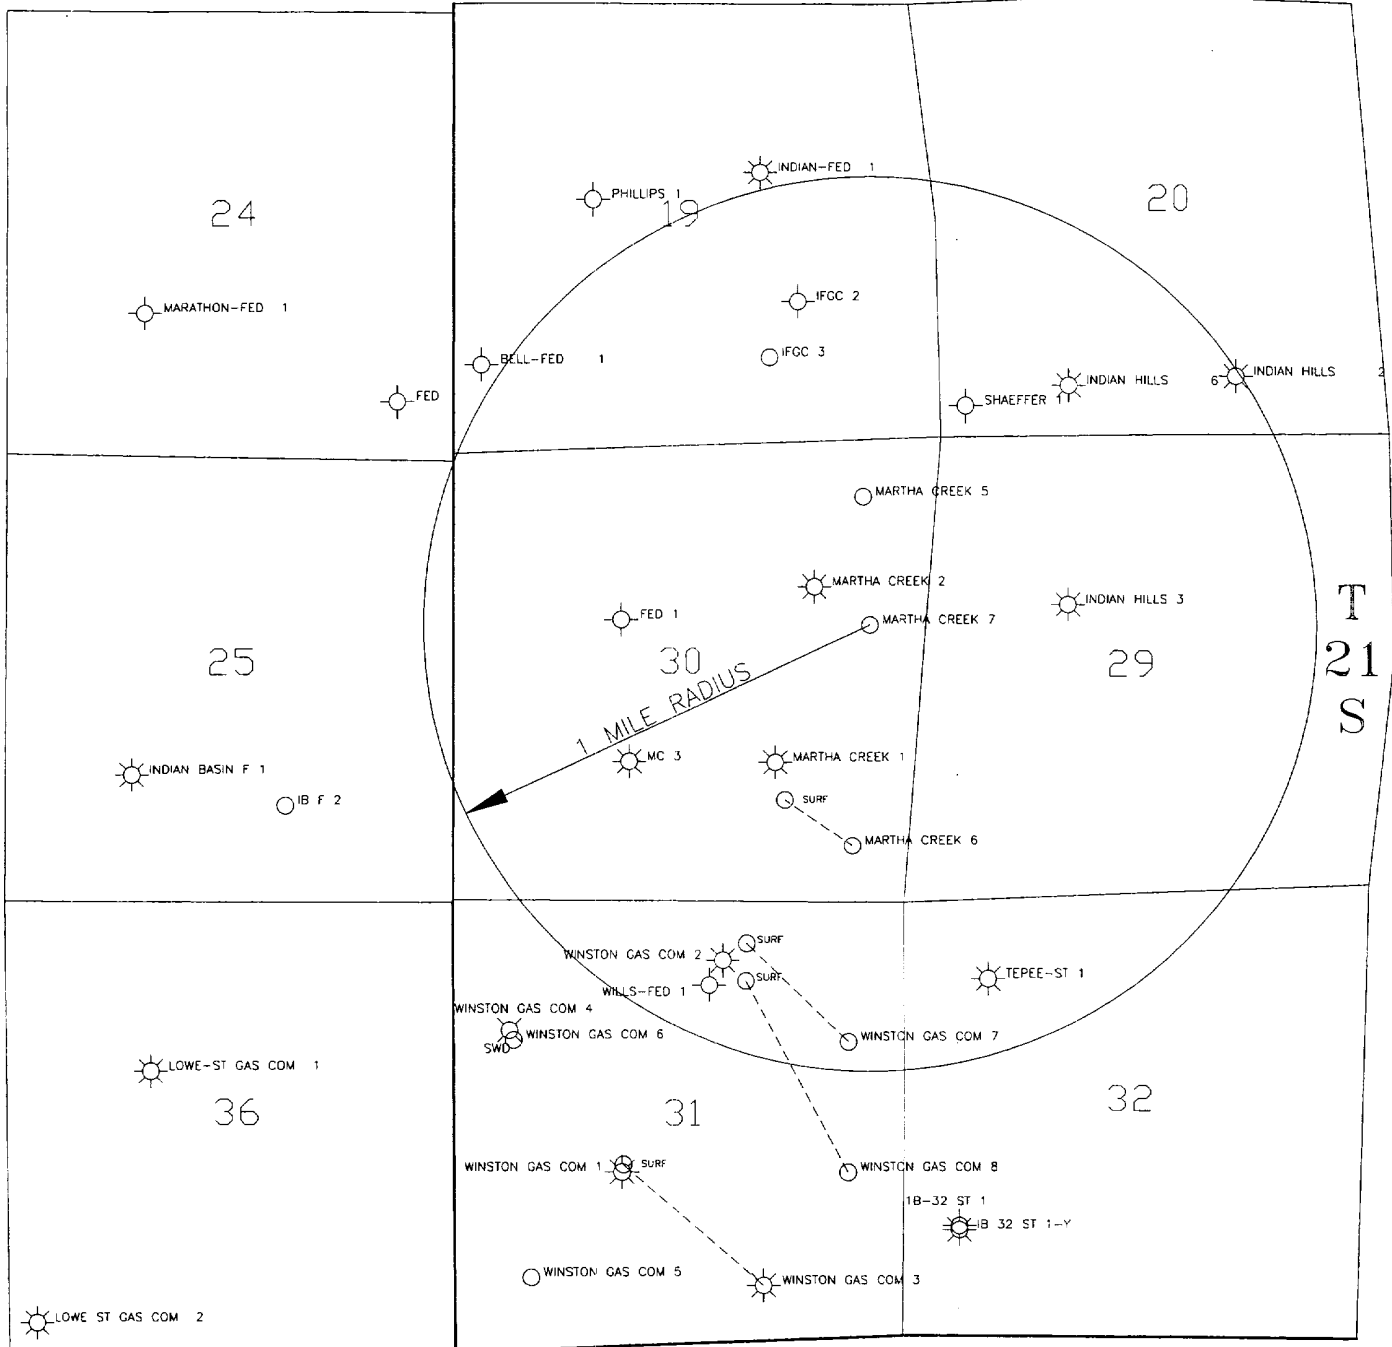 INDIAN-FED 1
PHILLIPS 1
24
19
20
MARATHON-FED 1
IFGC 2
IFGC 3
BELL-FED 1
FED
INDIAN HILLS 6
INDIAN HILLS 2
SHAEFFER 1
MARTHA CREEK 5
MARTHA CREEK 2
INDIAN HILLS 3
FED 1
MARTHA CREEK 7
T
21
S
25
30
29
1 MILE RADIUS
MC 3
MARTHA CREEK 1
INDIAN BASIN F 1
IB F 2
SURF
MARTHA CREEK 6
SURF
WINSTON GAS COM 2
SURF
WILLS-FED 1
TEPEE-ST 1
WINSTON GAS COM 4
WINSTON GAS COM 6
SWD
WINSTON GAS COM 7
LOWE-ST GAS COM 1
36
31
32
WINSTON GAS COM 1
SURF
WINSTON GAS COM 8
1B-32 ST 1
IB 32 ST 1-Y
WINSTON GAS COM 5
WINSTON GAS COM 3
LOWE ST GAS COM 2